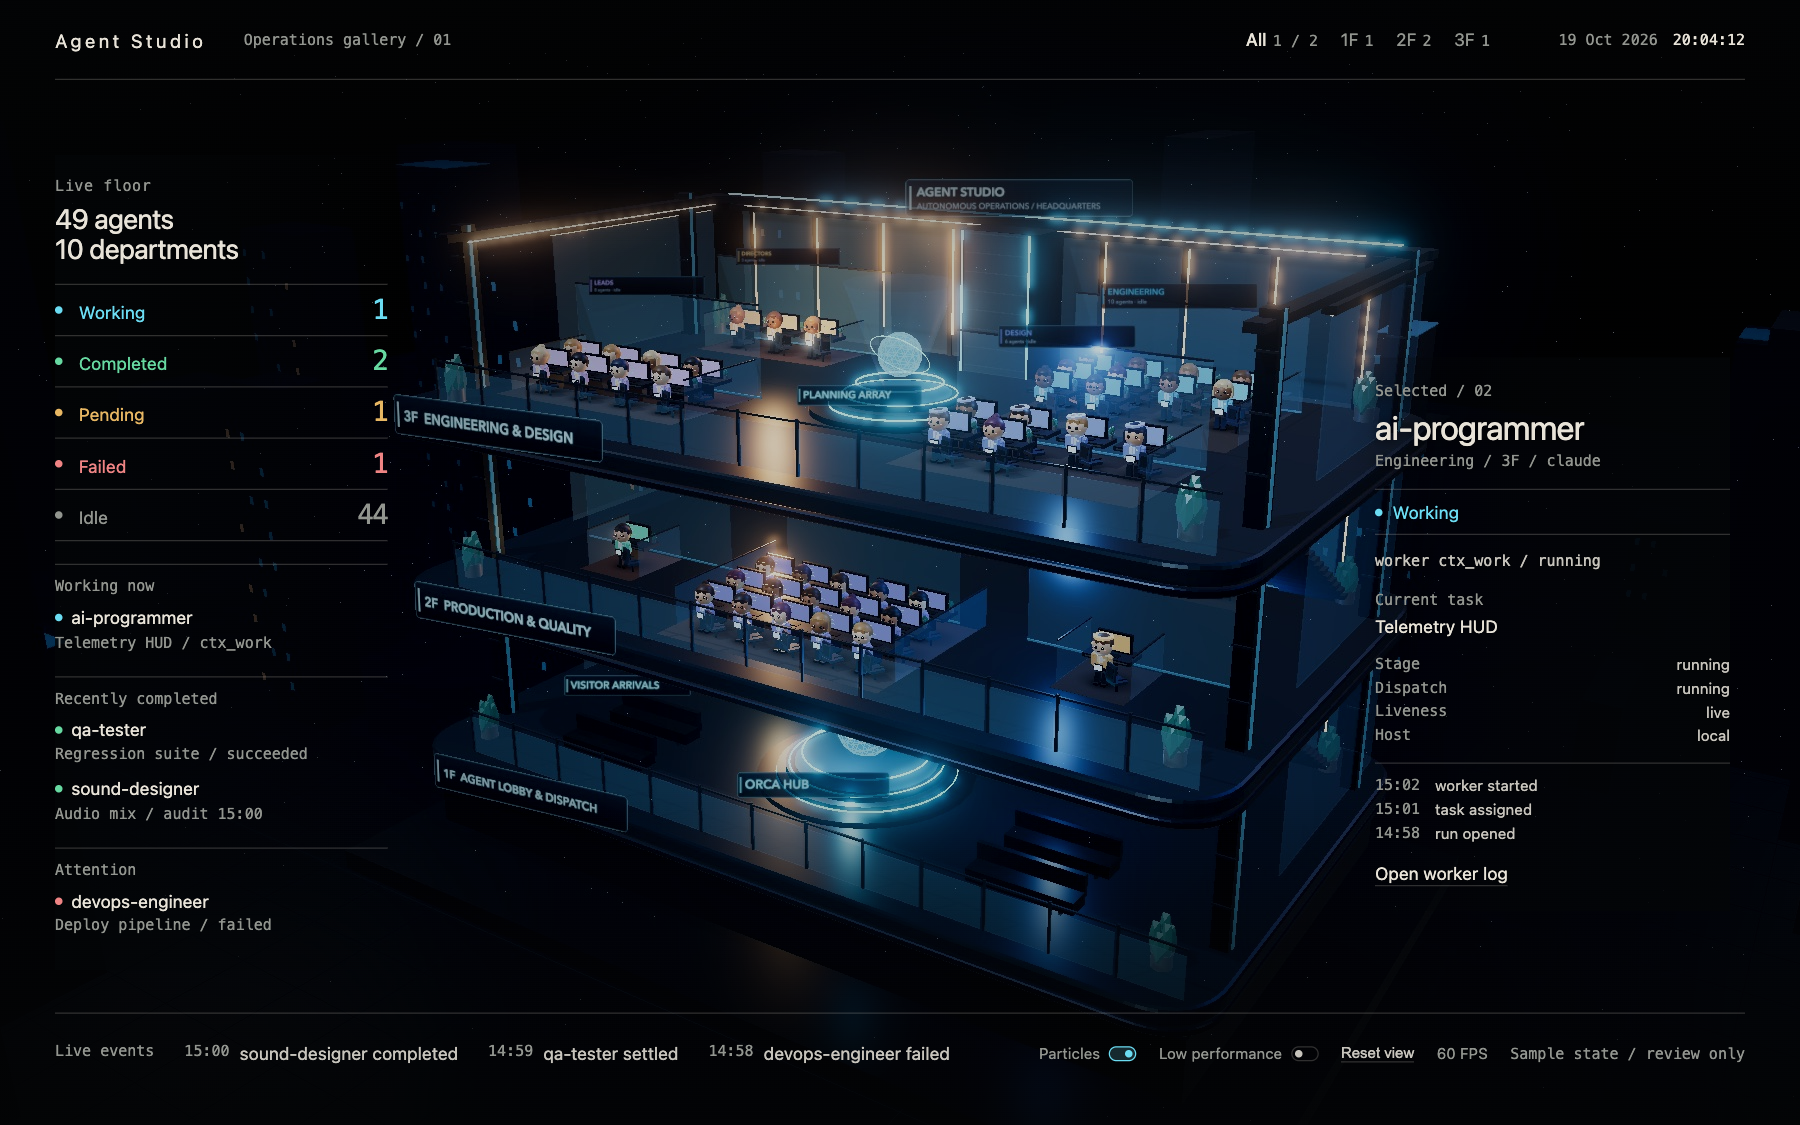 Agent Studio
Operations gallery / 01
All 1 / 2
1F 1
2F 2
3F 1
19 Oct 2026 20:04:12
Live floor
49 agents
10 departments
Working 1
Completed 2
Pending 1
Failed 1
Idle 44
Working now
ai-programmer
Telemetry HUD / ctx_work
Recently completed
qa-tester
Regression suite / succeeded
sound-designer
Audio mix / audit 15:00
Attention
devops-engineer
Deploy pipeline / failed
AGENT STUDIO
AUTONOMOUS OPERATIONS / HEADQUARTERS
DIRECTORS
LEADS
ENGINEERING
10 agents · idle
DESIGN
PLANNING ARRAY
3F ENGINEERING & DESIGN
2F PRODUCTION & QUALITY
VISITOR ARRIVALS
ORCA HUB
1F AGENT LOBBY & DISPATCH
Selected / 02
ai-programmer
Engineering / 3F / claude
Working
worker ctx_work / running
Current task
Telemetry HUD
Stage running
Dispatch running
Liveness live
Host local
15:02 worker started
15:01 task assigned
14:58 run opened
Open worker log
Live events
15:00 sound-designer completed
14:59 qa-tester settled
14:58 devops-engineer failed
Particles
Low performance
Reset view
60 FPS
Sample state / review only